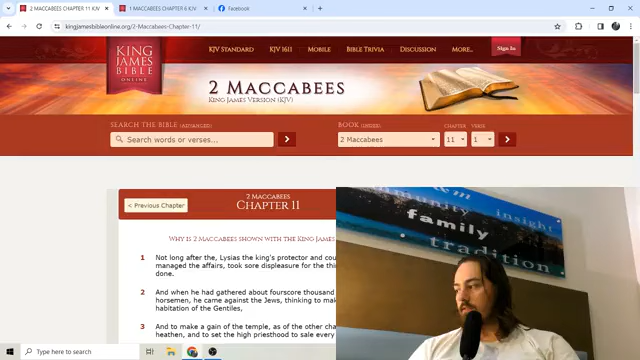 2 MACCABEES CHAPTER 11 KJV
1 MACCABEES CHAPTER 6 KJV
Facebook
kingjamesbibleonline.org/2-Maccabees-Chapter-11/
KING JAMES BIBLE ONLINE
KJV STANDARD
KJV 1611
MOBILE
BIBLE TRIVIA
DISCUSSION
MORE...
Sign In
2 MACCABEES
KING JAMES VERSION (KJV)
SEARCH THE BIBLE (ADVANCED)
BOOK (ORDER)
CHAPTER
VERSE
Search words or verses...
2 Maccabees
11
1
< Previous Chapter
2 MACCABEES
CHAPTER 11
WHY IS 2 MACCABEES SHOWN WITH THE KING JAMES
1 Not long after the, Lysias the king's protector and cou
managed the affairs, took sore displeasure for the thi
done.
2 And when he had gathered about fourscore thousand
horsemen, he came against the Jews, thinking to ma
habitation of the Gentiles,
3 And to make a gain of the temple, as of the other cha
heathen, and to set the high priesthood to sale every
community
insight
family
tradition
Type here to search